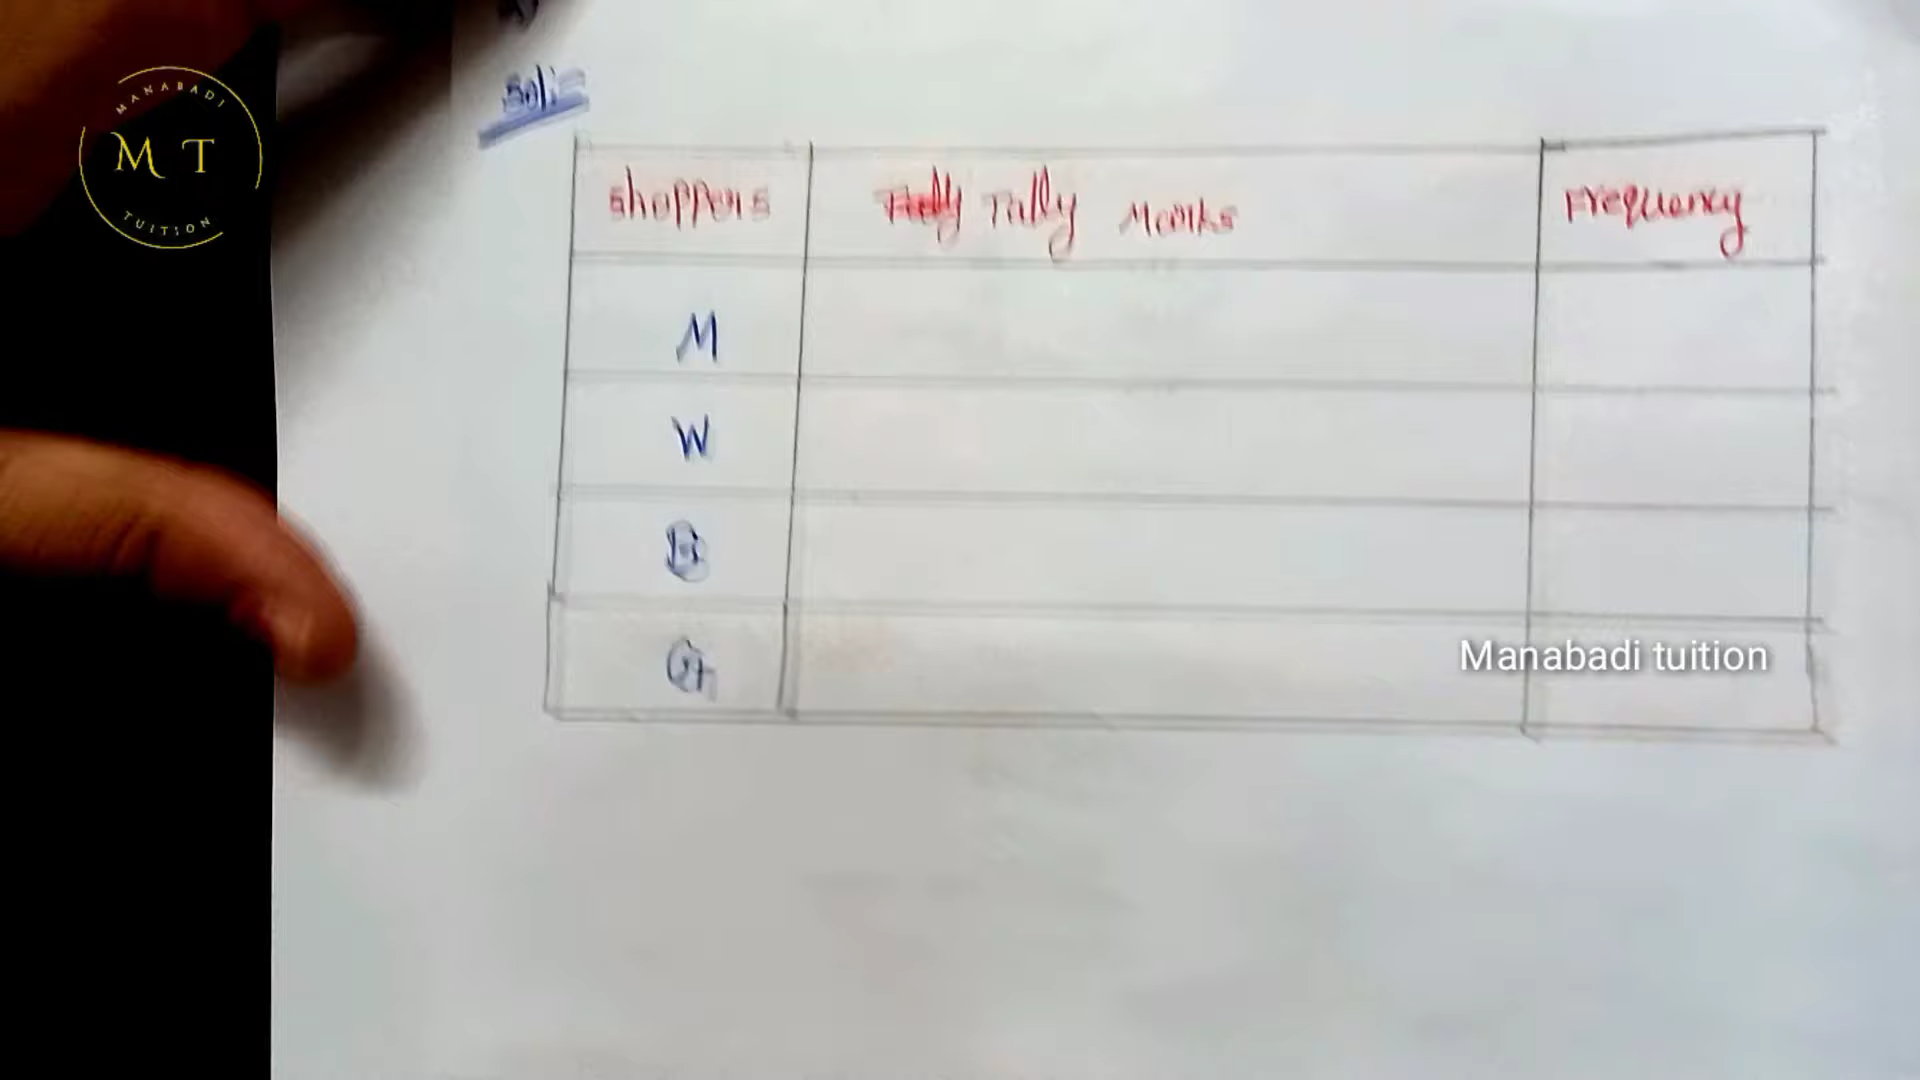 MANABADI
M T
TUITION
Sol:-
Shoppers Tally Marks Frequency
M
W
B
G
Manabadi tuition